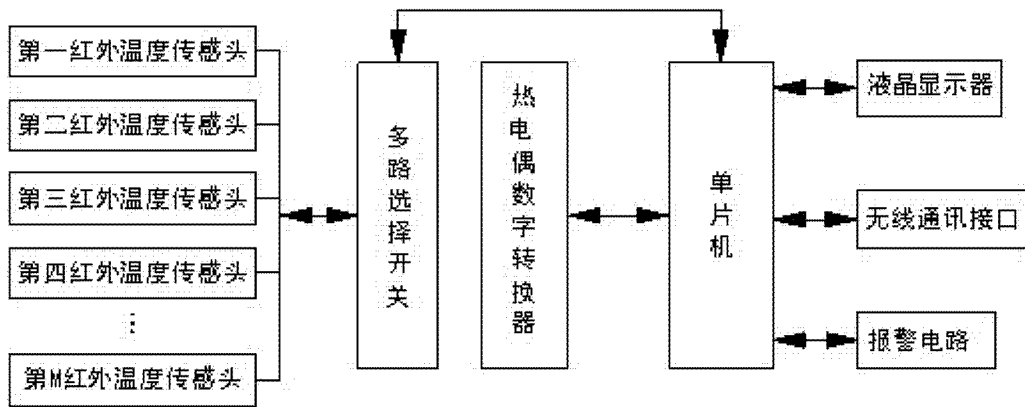 第一红外温度传感头
第二红外温度传感头
第三红外温度传感头
第四红外温度传感头
⋮
第M红外温度传感头
多路选择开关
热电偶数字转换器
单片机
液晶显示器
无线通讯接口
报警电路